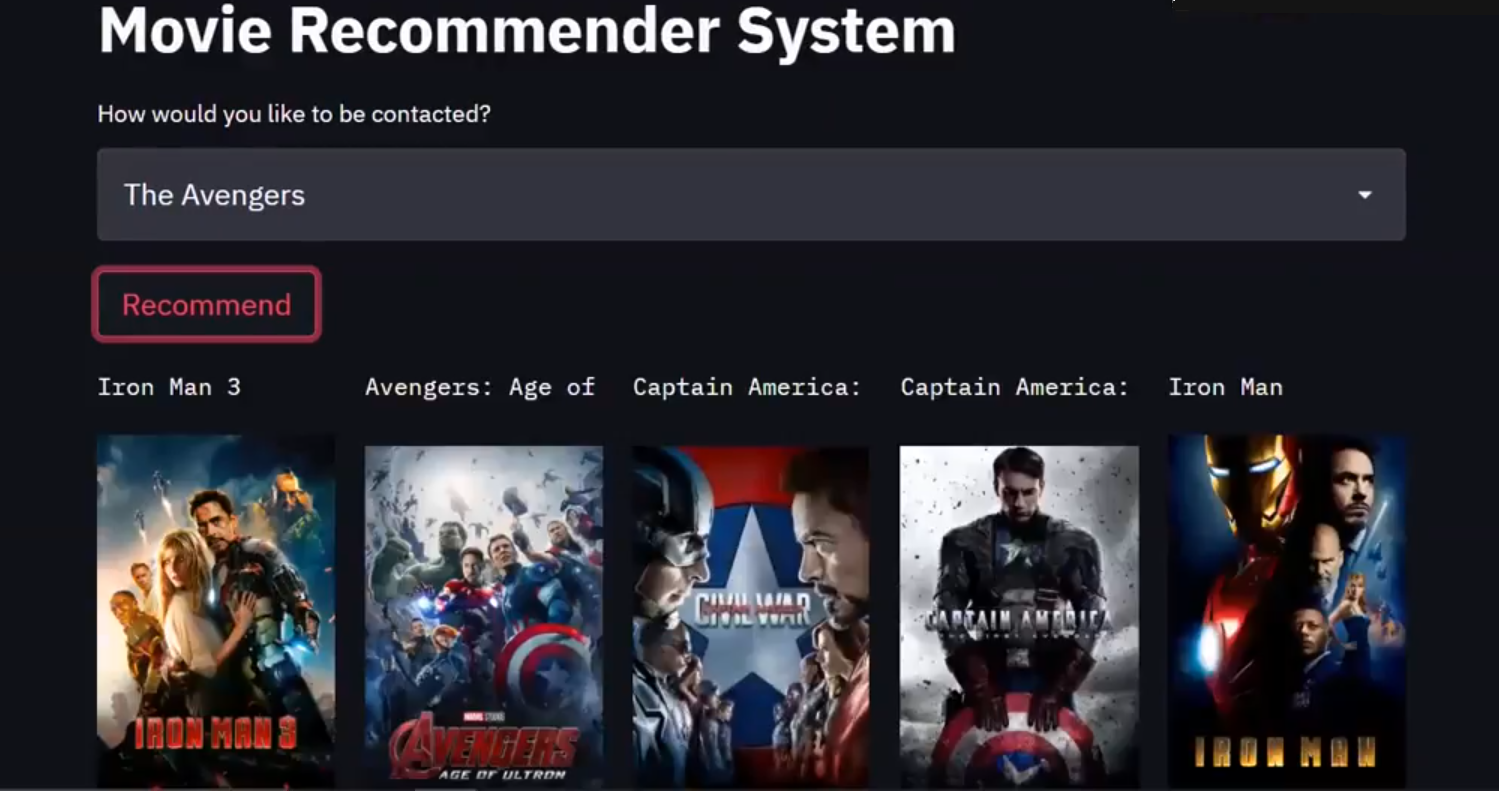 Movie Recommender System
How would you like to be contacted?
The Avengers
Recommend
Iron Man 3
Avengers: Age of
Captain America:
Captain America:
Iron Man
IRON MAN 3
MARVEL STUDIOS
AVENGERS
AGE OF ULTRON
CIVIL WAR
CAPTAIN AMERICA
IRON MAN